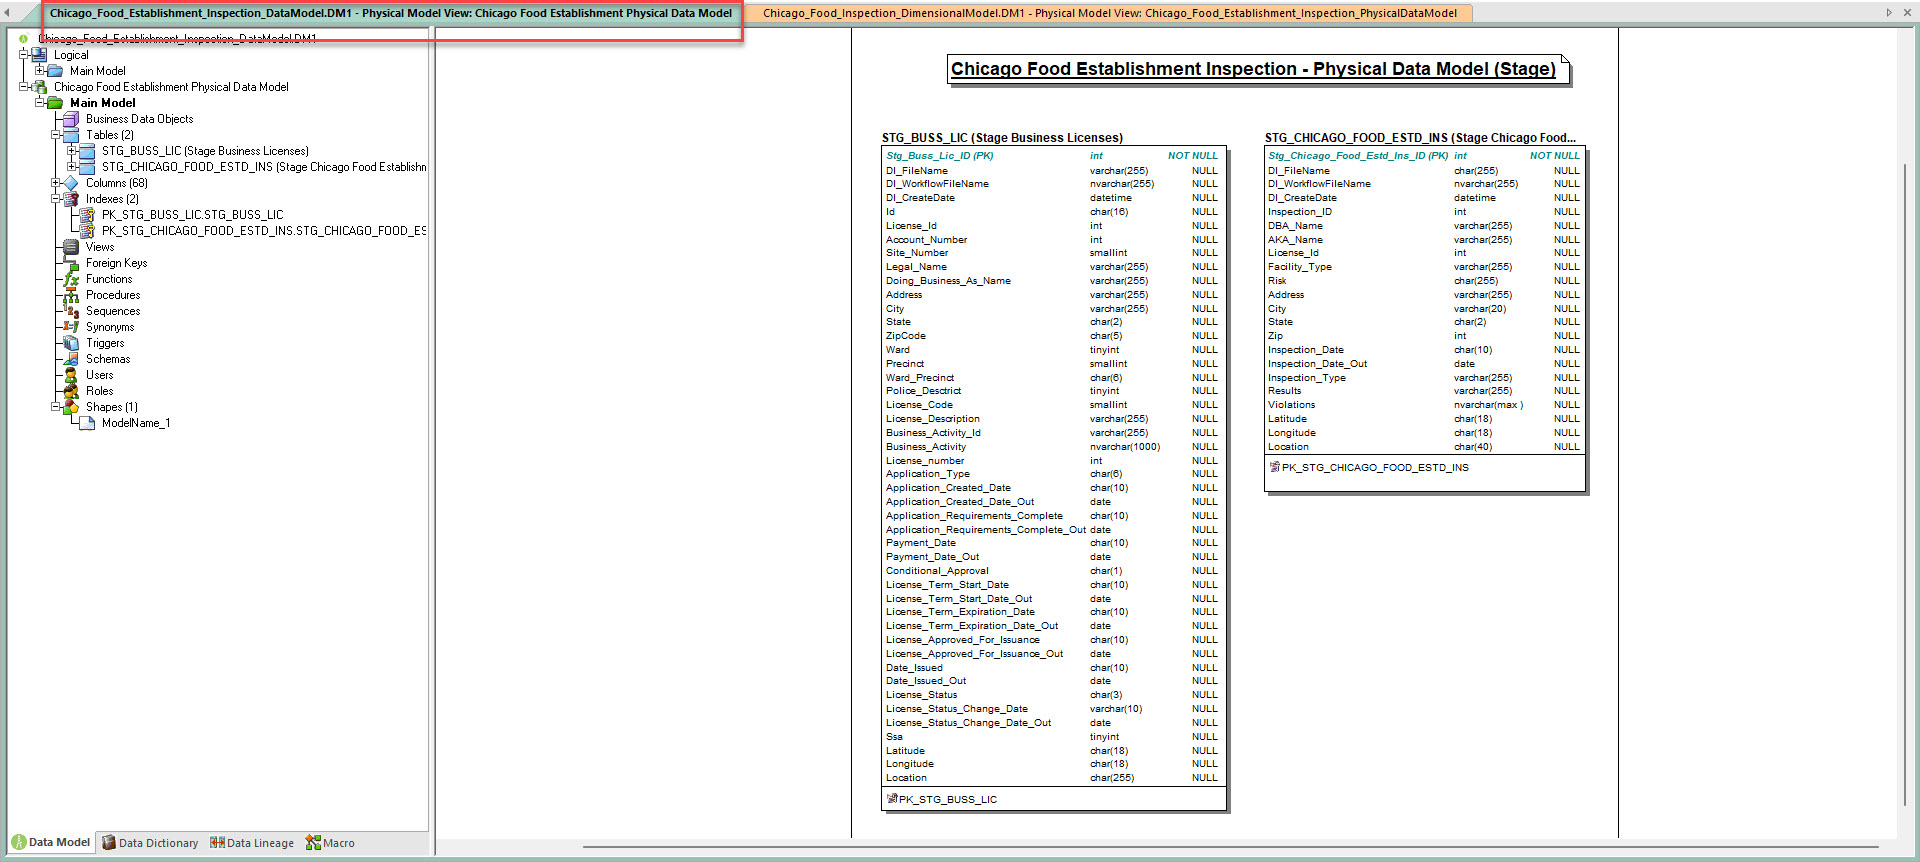 Chicago_Food_Establishment_Inspection_DataModel.DM1 - Physical Model View: Chicago Food Establishment Physical Data Model
Chicago_Food_Inspection_DimensionalModel.DM1 - Physical Model View: Chicago_Food_Establishment_Inspection_PhysicalDataModel
Chicago_Food_Establishment_Inspection_DataModel.DM1
Logical
Main Model
Chicago Food Establishment Physical Data Model
Main Model
Business Data Objects
Tables (2)
STG_BUSS_LIC (Stage Business Licenses)
STG_CHICAGO_FOOD_ESTD_INS (Stage Chicago Food Establishm
Columns (68)
Indexes (2)
PK_STG_BUSS_LIC.STG_BUSS_LIC
PK_STG_CHICAGO_FOOD_ESTD_INS.STG_CHICAGO_FOOD_ES
Views
Foreign Keys
Functions
Procedures
Sequences
Synonyms
Triggers
Schemas
Users
Roles
Shapes (1)
ModelName_1
Data Model
Data Dictionary
Data Lineage
Macro
Chicago Food Establishment Inspection - Physical Data Model (Stage)
STG_BUSS_LIC (Stage Business Licenses)
Stg_Buss_Lic_ID (PK) int NOT NULL
DI_FileName varchar(255) NULL
DI_WorkflowFileName nvarchar(255) NULL
DI_CreateDate datetime NULL
Id char(16) NULL
License_Id int NULL
Account_Number int NULL
Site_Number smallint NULL
Legal_Name varchar(255) NULL
Doing_Business_As_Name varchar(255) NULL
Address varchar(255) NULL
City varchar(255) NULL
State char(2) NULL
ZipCode char(5) NULL
Ward tinyint NULL
Precinct smallint NULL
Ward_Precinct char(6) NULL
Police_Desctrict tinyint NULL
License_Code smallint NULL
License_Description varchar(255) NULL
Business_Activity_Id varchar(255) NULL
Business_Activity nvarchar(1000) NULL
License_number int NULL
Application_Type char(6) NULL
Application_Created_Date char(10) NULL
Application_Created_Date_Out date NULL
Application_Requirements_Complete char(10) NULL
Application_Requirements_Complete_Out date NULL
Payment_Date char(10) NULL
Payment_Date_Out date NULL
Conditional_Approval char(1) NULL
License_Term_Start_Date char(10) NULL
License_Term_Start_Date_Out date NULL
License_Term_Expiration_Date char(10) NULL
License_Term_Expiration_Date_Out date NULL
License_Approved_For_Issuance char(10) NULL
License_Approved_For_Issuance_Out date NULL
Date_Issued char(10) NULL
Date_Issued_Out date NULL
License_Status char(3) NULL
License_Status_Change_Date varchar(10) NULL
License_Status_Change_Date_Out date NULL
Ssa tinyint NULL
Latitude char(18) NULL
Longitude char(18) NULL
Location char(255) NULL
PK_STG_BUSS_LIC
STG_CHICAGO_FOOD_ESTD_INS (Stage Chicago Food...
Stg_Chicago_Food_Estd_Ins_ID (PK) int NOT NULL
DI_FileName char(255) NULL
DI_WorkflowFileName nvarchar(255) NULL
DI_CreateDate datetime NULL
Inspection_ID int NULL
DBA_Name varchar(255) NULL
AKA_Name varchar(255) NULL
License_Id int NULL
Facility_Type varchar(255) NULL
Risk char(255) NULL
Address varchar(255) NULL
City varchar(20) NULL
State char(2) NULL
Zip int NULL
Inspection_Date char(10) NULL
Inspection_Date_Out date NULL
Inspection_Type varchar(255) NULL
Results varchar(255) NULL
Violations nvarchar(max ) NULL
Latitude char(18) NULL
Longitude char(18) NULL
Location char(40) NULL
PK_STG_CHICAGO_FOOD_ESTD_INS